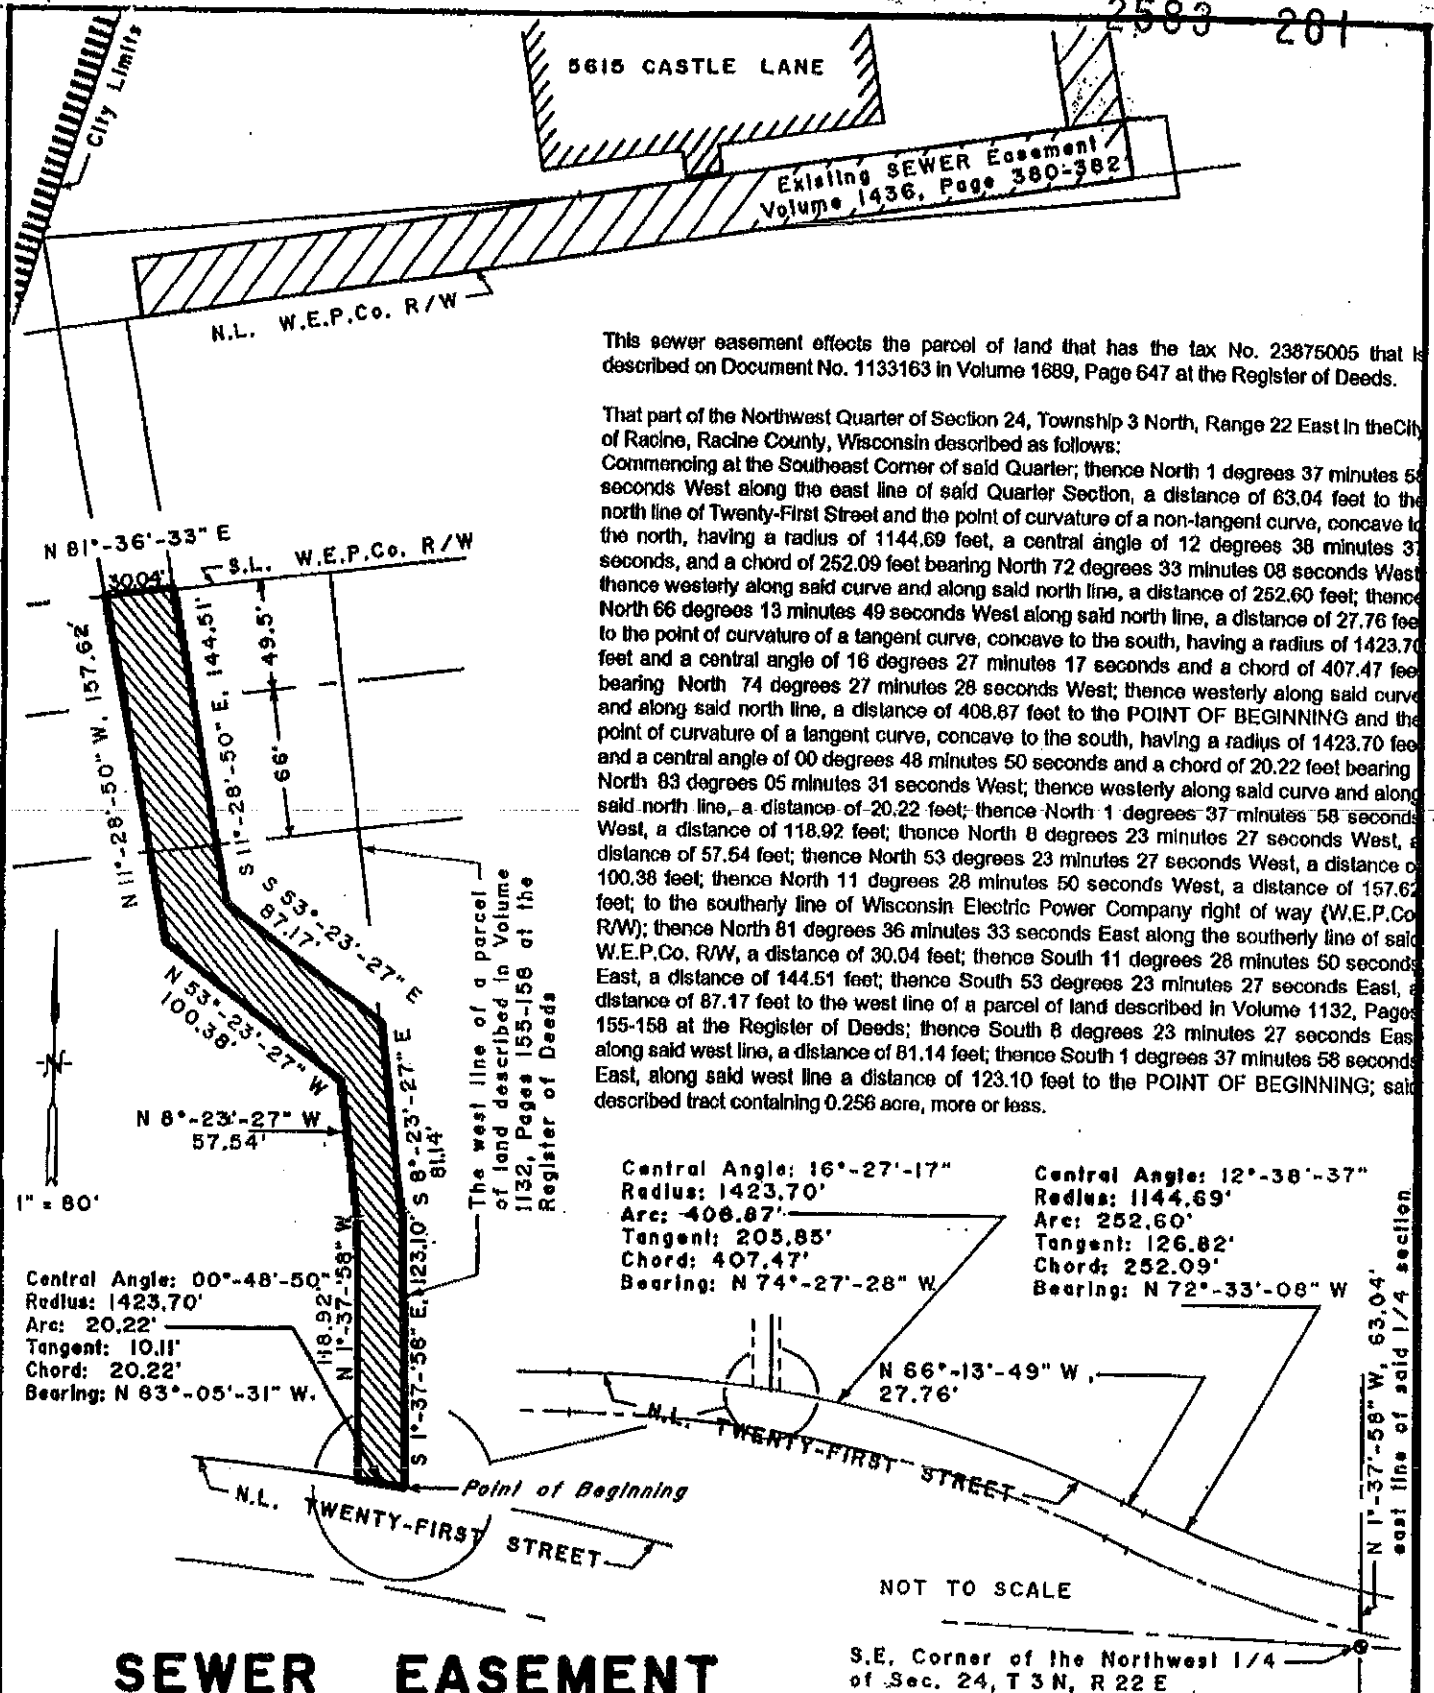 2583 281
City Limits
5615 CASTLE LANE
Existing SEWER Easement
Volume 1436, Page 380-382
N.L. W.E.P.Co. R/W
This sewer easement effects the parcel of land that has the tax No. 23875005 that is
described on Document No. 1133163 in Volume 1689, Page 647 at the Register of Deeds.
That part of the Northwest Quarter of Section 24, Township 3 North, Range 22 East in the City
of Racine, Racine County, Wisconsin described as follows:
Commencing at the Southeast Corner of said Quarter; thence North 1 degrees 37 minutes 58
seconds West along the east line of said Quarter Section, a distance of 63.04 feet to the
north line of Twenty-First Street and the point of curvature of a non-tangent curve, concave to
the north, having a radius of 1144.69 feet, a central angle of 12 degrees 38 minutes 37
seconds, and a chord of 252.09 feet bearing North 72 degrees 33 minutes 08 seconds West
thence westerly along said curve and along said north line, a distance of 252.60 feet; thence
North 66 degrees 13 minutes 49 seconds West along said north line, a distance of 27.76 fee
to the point of curvature of a tangent curve, concave to the south, having a radius of 1423.70
feet and a central angle of 16 degrees 27 minutes 17 seconds and a chord of 407.47 fee
bearing North 74 degrees 27 minutes 28 seconds West; thence westerly along said curve
and along said north line, a distance of 408.87 feet to the POINT OF BEGINNING and the
point of curvature of a tangent curve, concave to the south, having a radius of 1423.70 fee
and a central angle of 00 degrees 48 minutes 50 seconds and a chord of 20.22 feet bearing
North 83 degrees 05 minutes 31 seconds West; thence westerly along said curve and along
said north line, a distance of 20.22 feet; thence North 1 degrees 37 minutes 58 seconds
West, a distance of 118.92 feet; thence North 8 degrees 23 minutes 27 seconds West, a
distance of 57.54 feet; thence North 53 degrees 23 minutes 27 seconds West, a distance o
100.38 feet; thence North 11 degrees 28 minutes 50 seconds West, a distance of 157.62
feet; to the southerly line of Wisconsin Electric Power Company right of way (W.E.P.Co
R/W); thence North 81 degrees 36 minutes 33 seconds East along the southerly line of said
W.E.P.Co. R/W, a distance of 30.04 feet; thence South 11 degrees 28 minutes 50 seconds
East, a distance of 144.51 feet; thence South 53 degrees 23 minutes 27 seconds East, a
distance of 87.17 feet to the west line of a parcel of land described in Volume 1132, Pages
155-158 at the Register of Deeds; thence South 8 degrees 23 minutes 27 seconds Eas
along said west line, a distance of 81.14 feet; thence South 1 degrees 37 minutes 58 seconds
East, along said west line a distance of 123.10 feet to the POINT OF BEGINNING; said
described tract containing 0.256 acre, more or less.
N 81°-36'-33" E
30.04'
S.L. W.E.P.Co. R/W
N 11°-28'-50" W, 157.62'
S 11°-28'-50" E, 144.51'
49.5'
66'
S 53°-23'-27" E
87.17'
N 53°-23'-27" W
100.38'
N 8°-23'-27" W
57.54'
S 8°-23'-27" E
81.14'
The west line of a parcel
of land described in Volume
1132, Pages 155-158 at the
Register of Deeds
N
1" = 80'
118.92'
N 1°-37'-58" W
S 1°-37'-58" E, 123.10'
Central Angle: 00°-48'-50"
Radius: 1423.70'
Arc: 20.22'
Tangent: 10.11'
Chord: 20.22'
Bearing: N 83°-05'-31" W.
Central Angle: 16°-27'-17"
Radius: 1423.70'
Arc: 408.87'
Tangent: 205.85'
Chord: 407.47'
Bearing: N 74°-27'-28" W
Central Angle: 12°-38'-37"
Radius: 1144.69'
Arc: 252.60'
Tangent: 126.82'
Chord: 252.09'
Bearing: N 72°-33'-08" W
N 66°-13'-49" W
27.76'
N.L. TWENTY-FIRST STREET
N 1°-37'-58" W, 63.04'
east line of said 1/4 section
Point of Beginning
N.L. TWENTY-FIRST STREET
NOT TO SCALE
SEWER EASEMENT
S.E. Corner of the Northwest 1/4
of Sec. 24, T 3 N, R 22 E